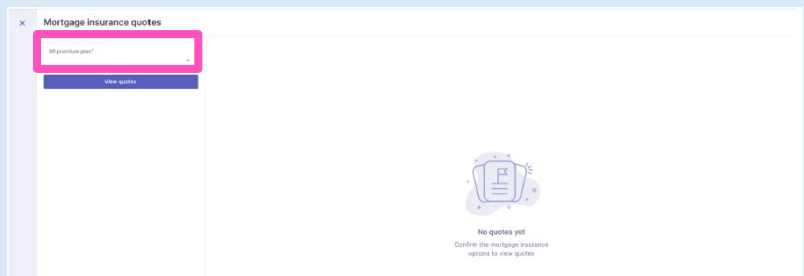 Mortgage insurance quotes
MI premium plan*
View quotes
No quotes yet
Confirm the mortgage insurance
options to view quotes